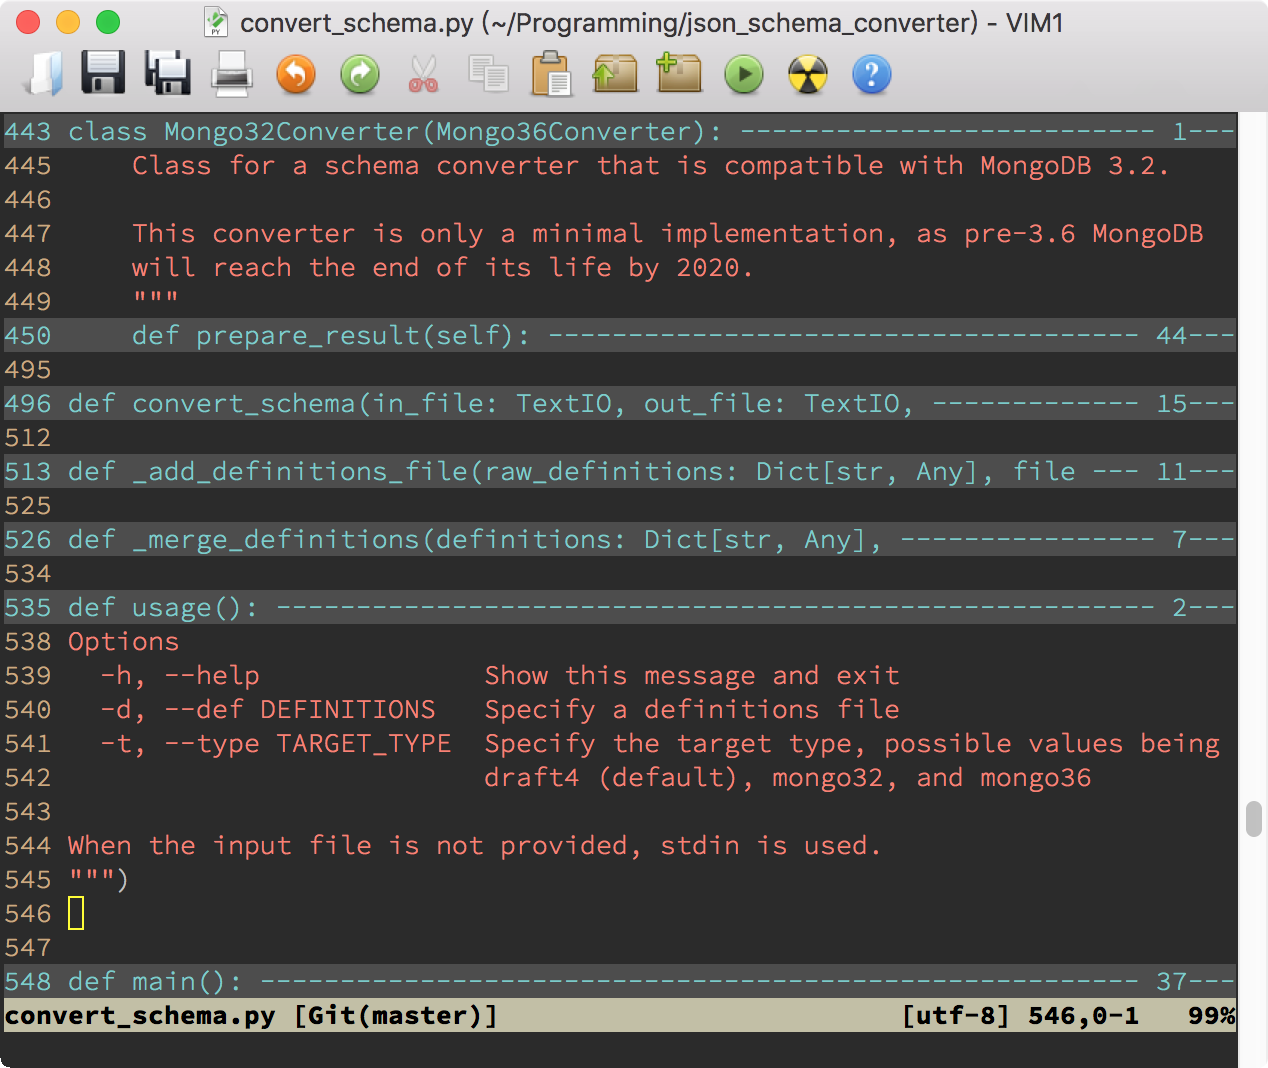 convert_schema.py (~/Programming/json_schema_converter) - VIM1
443 class Mongo32Converter(Mongo36Converter): -------------------------- 1---
445     Class for a schema converter that is compatible with MongoDB 3.2.
446
447     This converter is only a minimal implementation, as pre-3.6 MongoDB
448     will reach the end of its life by 2020.
449     """
450     def prepare_result(self): ------------------------------------- 44---
495
496 def convert_schema(in_file: TextIO, out_file: TextIO, ------------- 15---
512
513 def _add_definitions_file(raw_definitions: Dict[str, Any], file --- 11---
525
526 def _merge_definitions(definitions: Dict[str, Any], ---------------- 7---
534
535 def usage(): ------------------------------------------------------- 2---
538 Options
539   -h, --help              Show this message and exit
540   -d, --def DEFINITIONS   Specify a definitions file
541   -t, --type TARGET_TYPE  Specify the target type, possible values being
542                           draft4 (default), mongo32, and mongo36
543
544 When the input file is not provided, stdin is used.
545 """)
546
547
548 def main(): ------------------------------------------------------- 37---
convert_schema.py [Git(master)]                         [utf-8] 546,0-1   99%